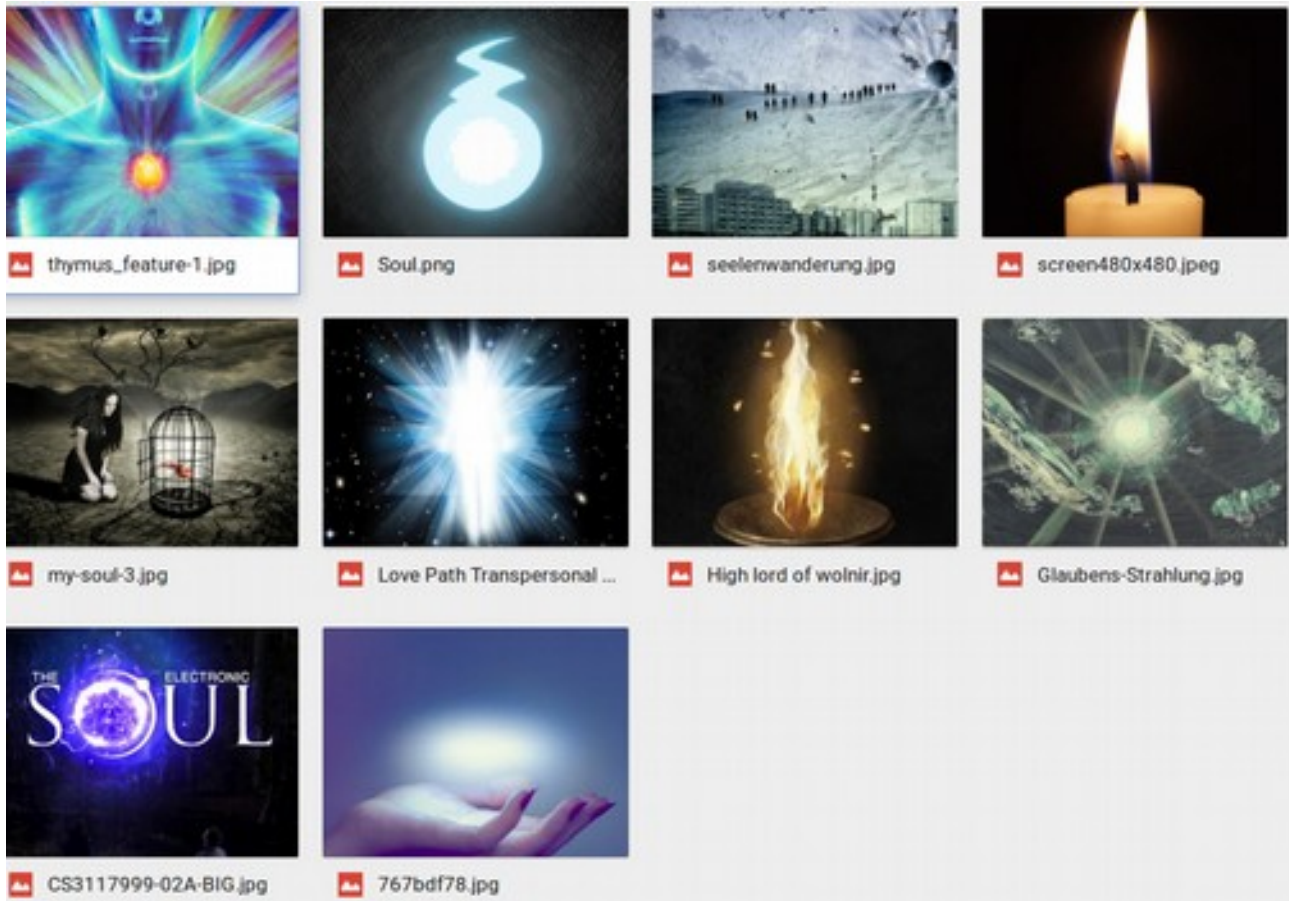 thymus_feature-1.jpg
Soul.png
seelenwanderung.jpg
screen480x480.jpeg
my-soul-3.jpg
Love Path Transpersonal ...
High lord of wolnir.jpg
Glaubens-Strahlung.jpg
THE ELECTRONIC
SOUL
CS3117999-02A-BIG.jpg
767bdf78.jpg